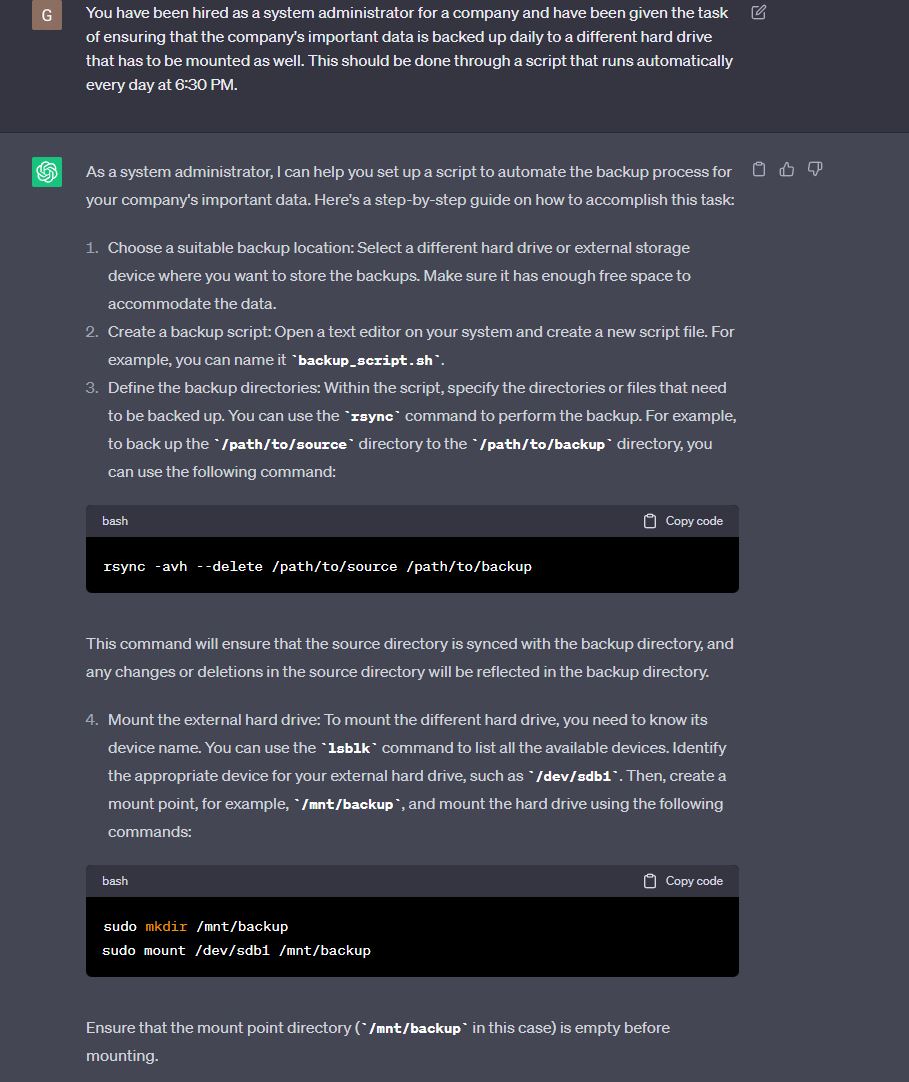 G
You have been hired as a system administrator for a company and have been given the task
of ensuring that the company's important data is backed up daily to a different hard drive
that has to be mounted as well. This should be done through a script that runs automatically
every day at 6:30 PM.
As a system administrator, I can help you set up a script to automate the backup process for
your company's important data. Here's a step-by-step guide on how to accomplish this task:
1. Choose a suitable backup location: Select a different hard drive or external storage
device where you want to store the backups. Make sure it has enough free space to
accommodate the data.
2. Create a backup script: Open a text editor on your system and create a new script file. For
example, you can name it `backup_script.sh`.
3. Define the backup directories: Within the script, specify the directories or files that need
to be backed up. You can use the `rsync` command to perform the backup. For example,
to back up the `/path/to/source` directory to the `/path/to/backup` directory, you
can use the following command:
bash Copy code
rsync -avh --delete /path/to/source /path/to/backup
This command will ensure that the source directory is synced with the backup directory, and
any changes or deletions in the source directory will be reflected in the backup directory.
4. Mount the external hard drive: To mount the different hard drive, you need to know its
device name. You can use the `lsblk` command to list all the available devices. Identify
the appropriate device for your external hard drive, such as `/dev/sdb1`. Then, create a
mount point, for example, `/mnt/backup`, and mount the hard drive using the following
commands:
bash Copy code
sudo mkdir /mnt/backup
sudo mount /dev/sdb1 /mnt/backup
Ensure that the mount point directory (`/mnt/backup` in this case) is empty before
mounting.